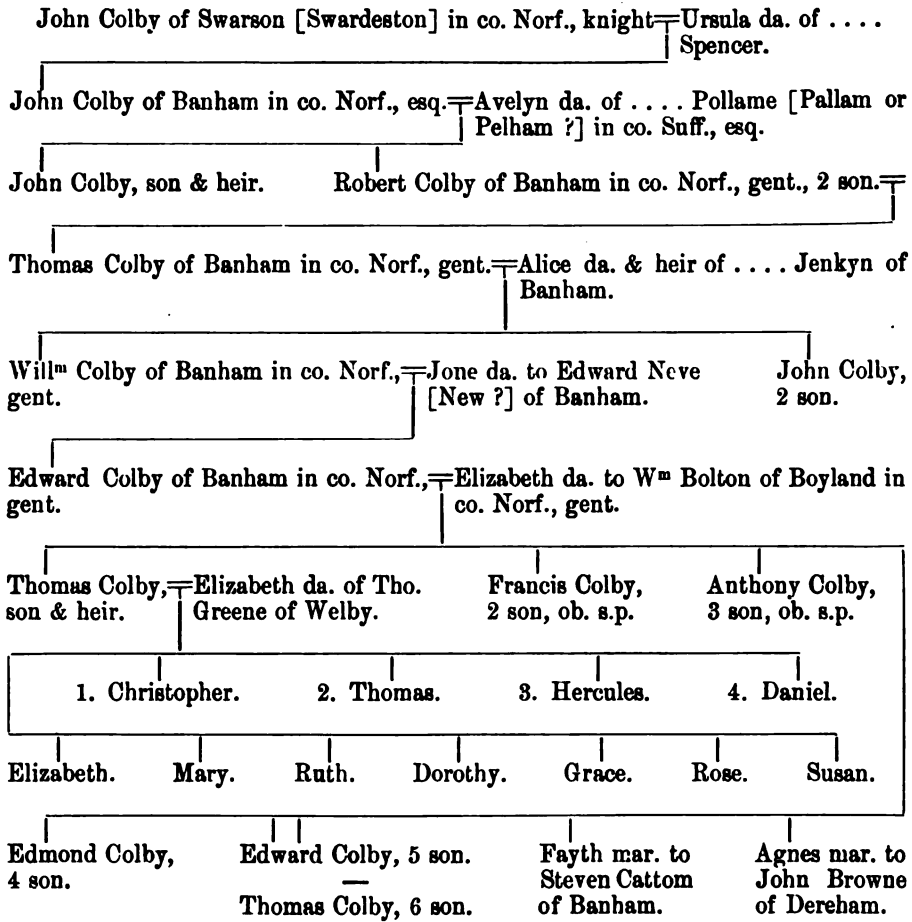 John Colby of Swarson [Swardeston] in co. Norf., knight=Ursula da. of . . . . Spencer.
John Colby of Banham in co. Norf., esq.=Avelyn da. of . . . . Pollame [Pallam or Pelham ?] in co. Suff., esq.
John Colby, son & heir.
Robert Colby of Banham in co. Norf., gent., 2 son.=
Thomas Colby of Banham in co. Norf., gent.=Alice da. & heir of . . . . Jenkyn of Banham.
Willm Colby of Banham in co. Norf., gent.=Jone da. to Edward Neve [New ?] of Banham.
John Colby, 2 son.
Edward Colby of Banham in co. Norf., gent.=Elizabeth da. to Wm Bolton of Boyland in co. Norf., gent.
Thomas Colby, son & heir.=Elizabeth da. of Tho. Greene of Welby.
Francis Colby, 2 son, ob. s.p.
Anthony Colby, 3 son, ob. s.p.
1. Christopher.
2. Thomas.
3. Hercules.
4. Daniel.
Elizabeth.
Mary.
Ruth.
Dorothy.
Grace.
Rose.
Susan.
Edmond Colby, 4 son.
Edward Colby, 5 son.
—
Thomas Colby, 6 son.
Fayth mar. to Steven Cattom of Banham.
Agnes mar. to John Browne of Dereham.